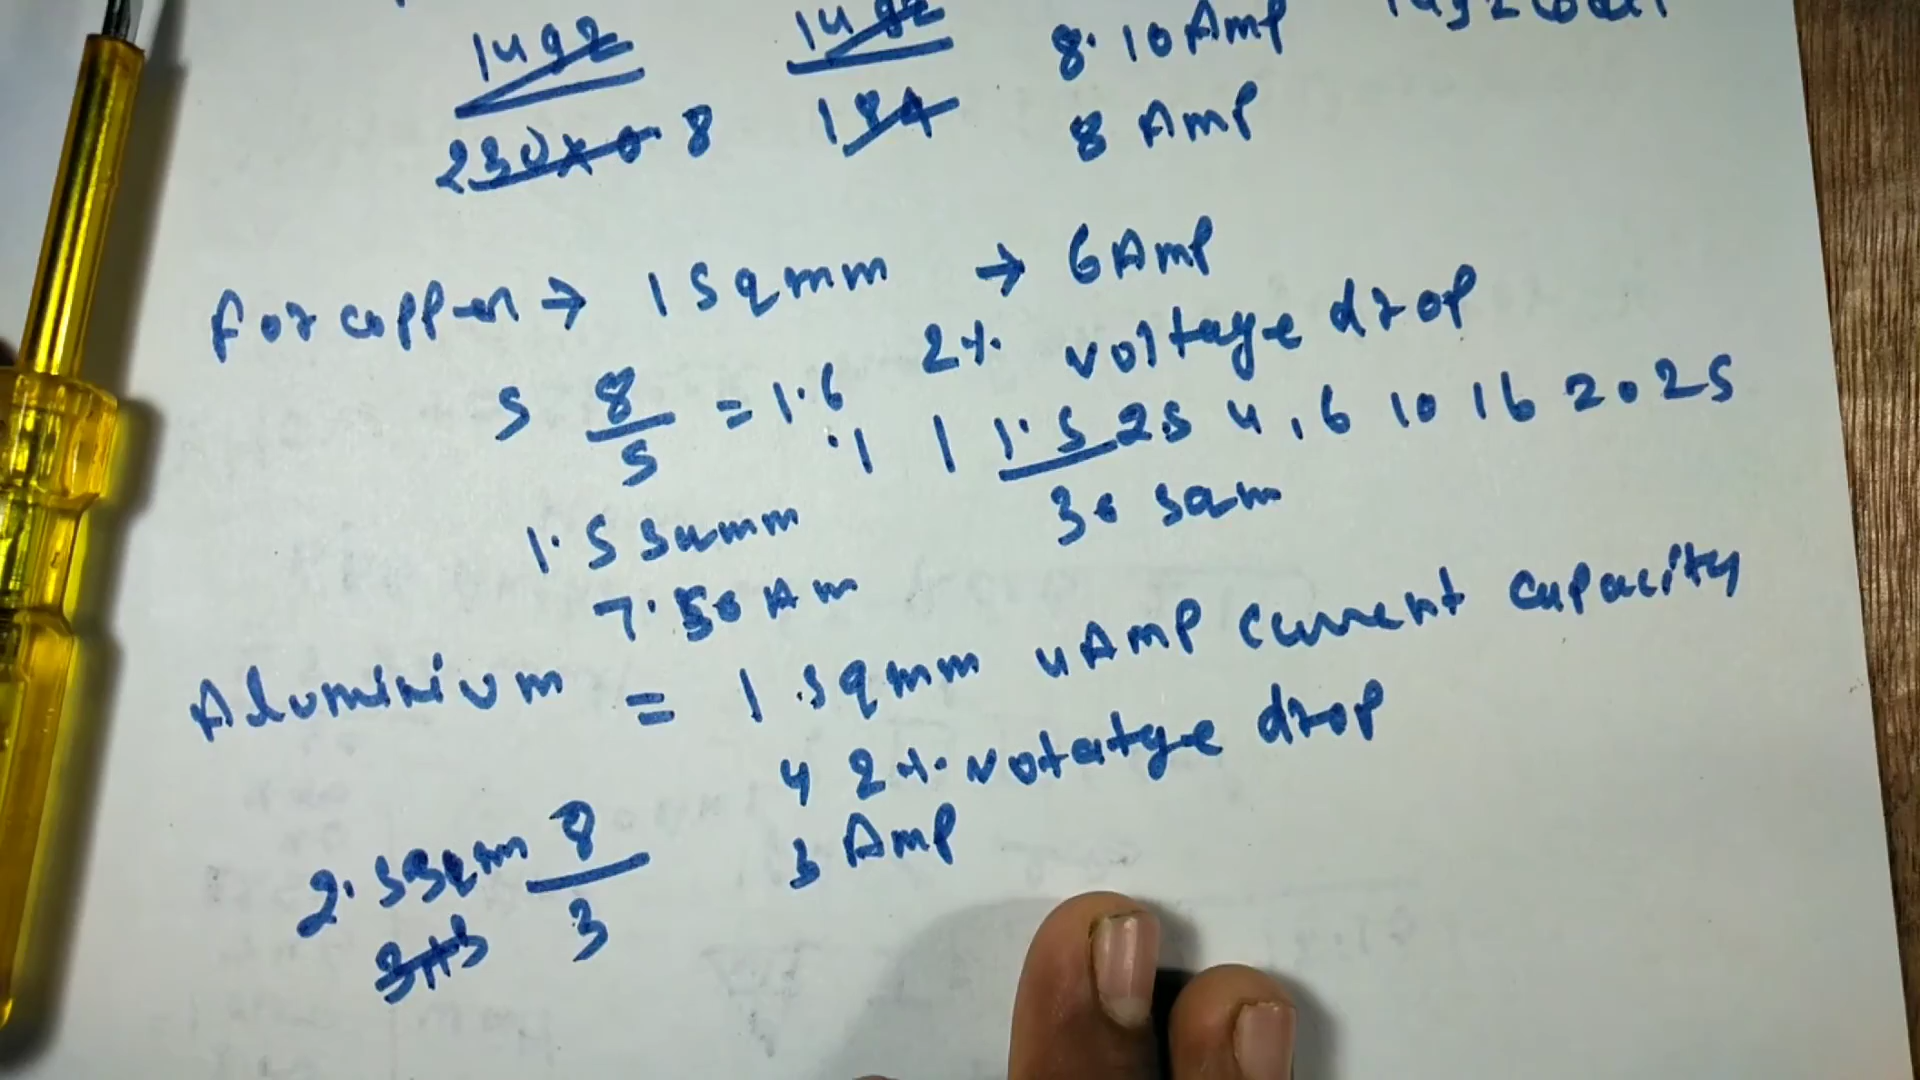 1492 1492 8.10 Amp
230x0.8 184 8 Amp
For copper → 1 sqmm → 6 Amp
2% voltage drop
5 8/5 = 1.6
.1 1 1.5 2.5 4, 6 10 16 20 25
1.5 sqmm 30 sqm
7.50 Am
Aluminium = 1 sqmm 4 Amp current capacity
4 2% votatge drop
2.5 sqm 8/3 3 Amp